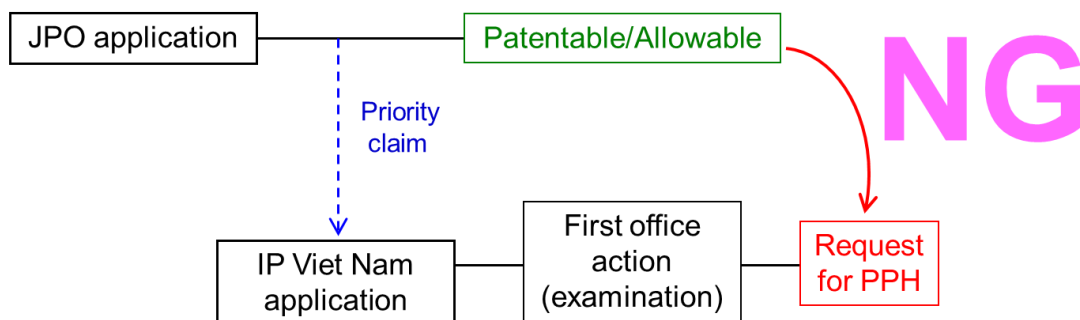 JPO application
Patentable/Allowable
NG
Priority
claim
IP Viet Nam
application
First office
action
(examination)
Request
for PPH